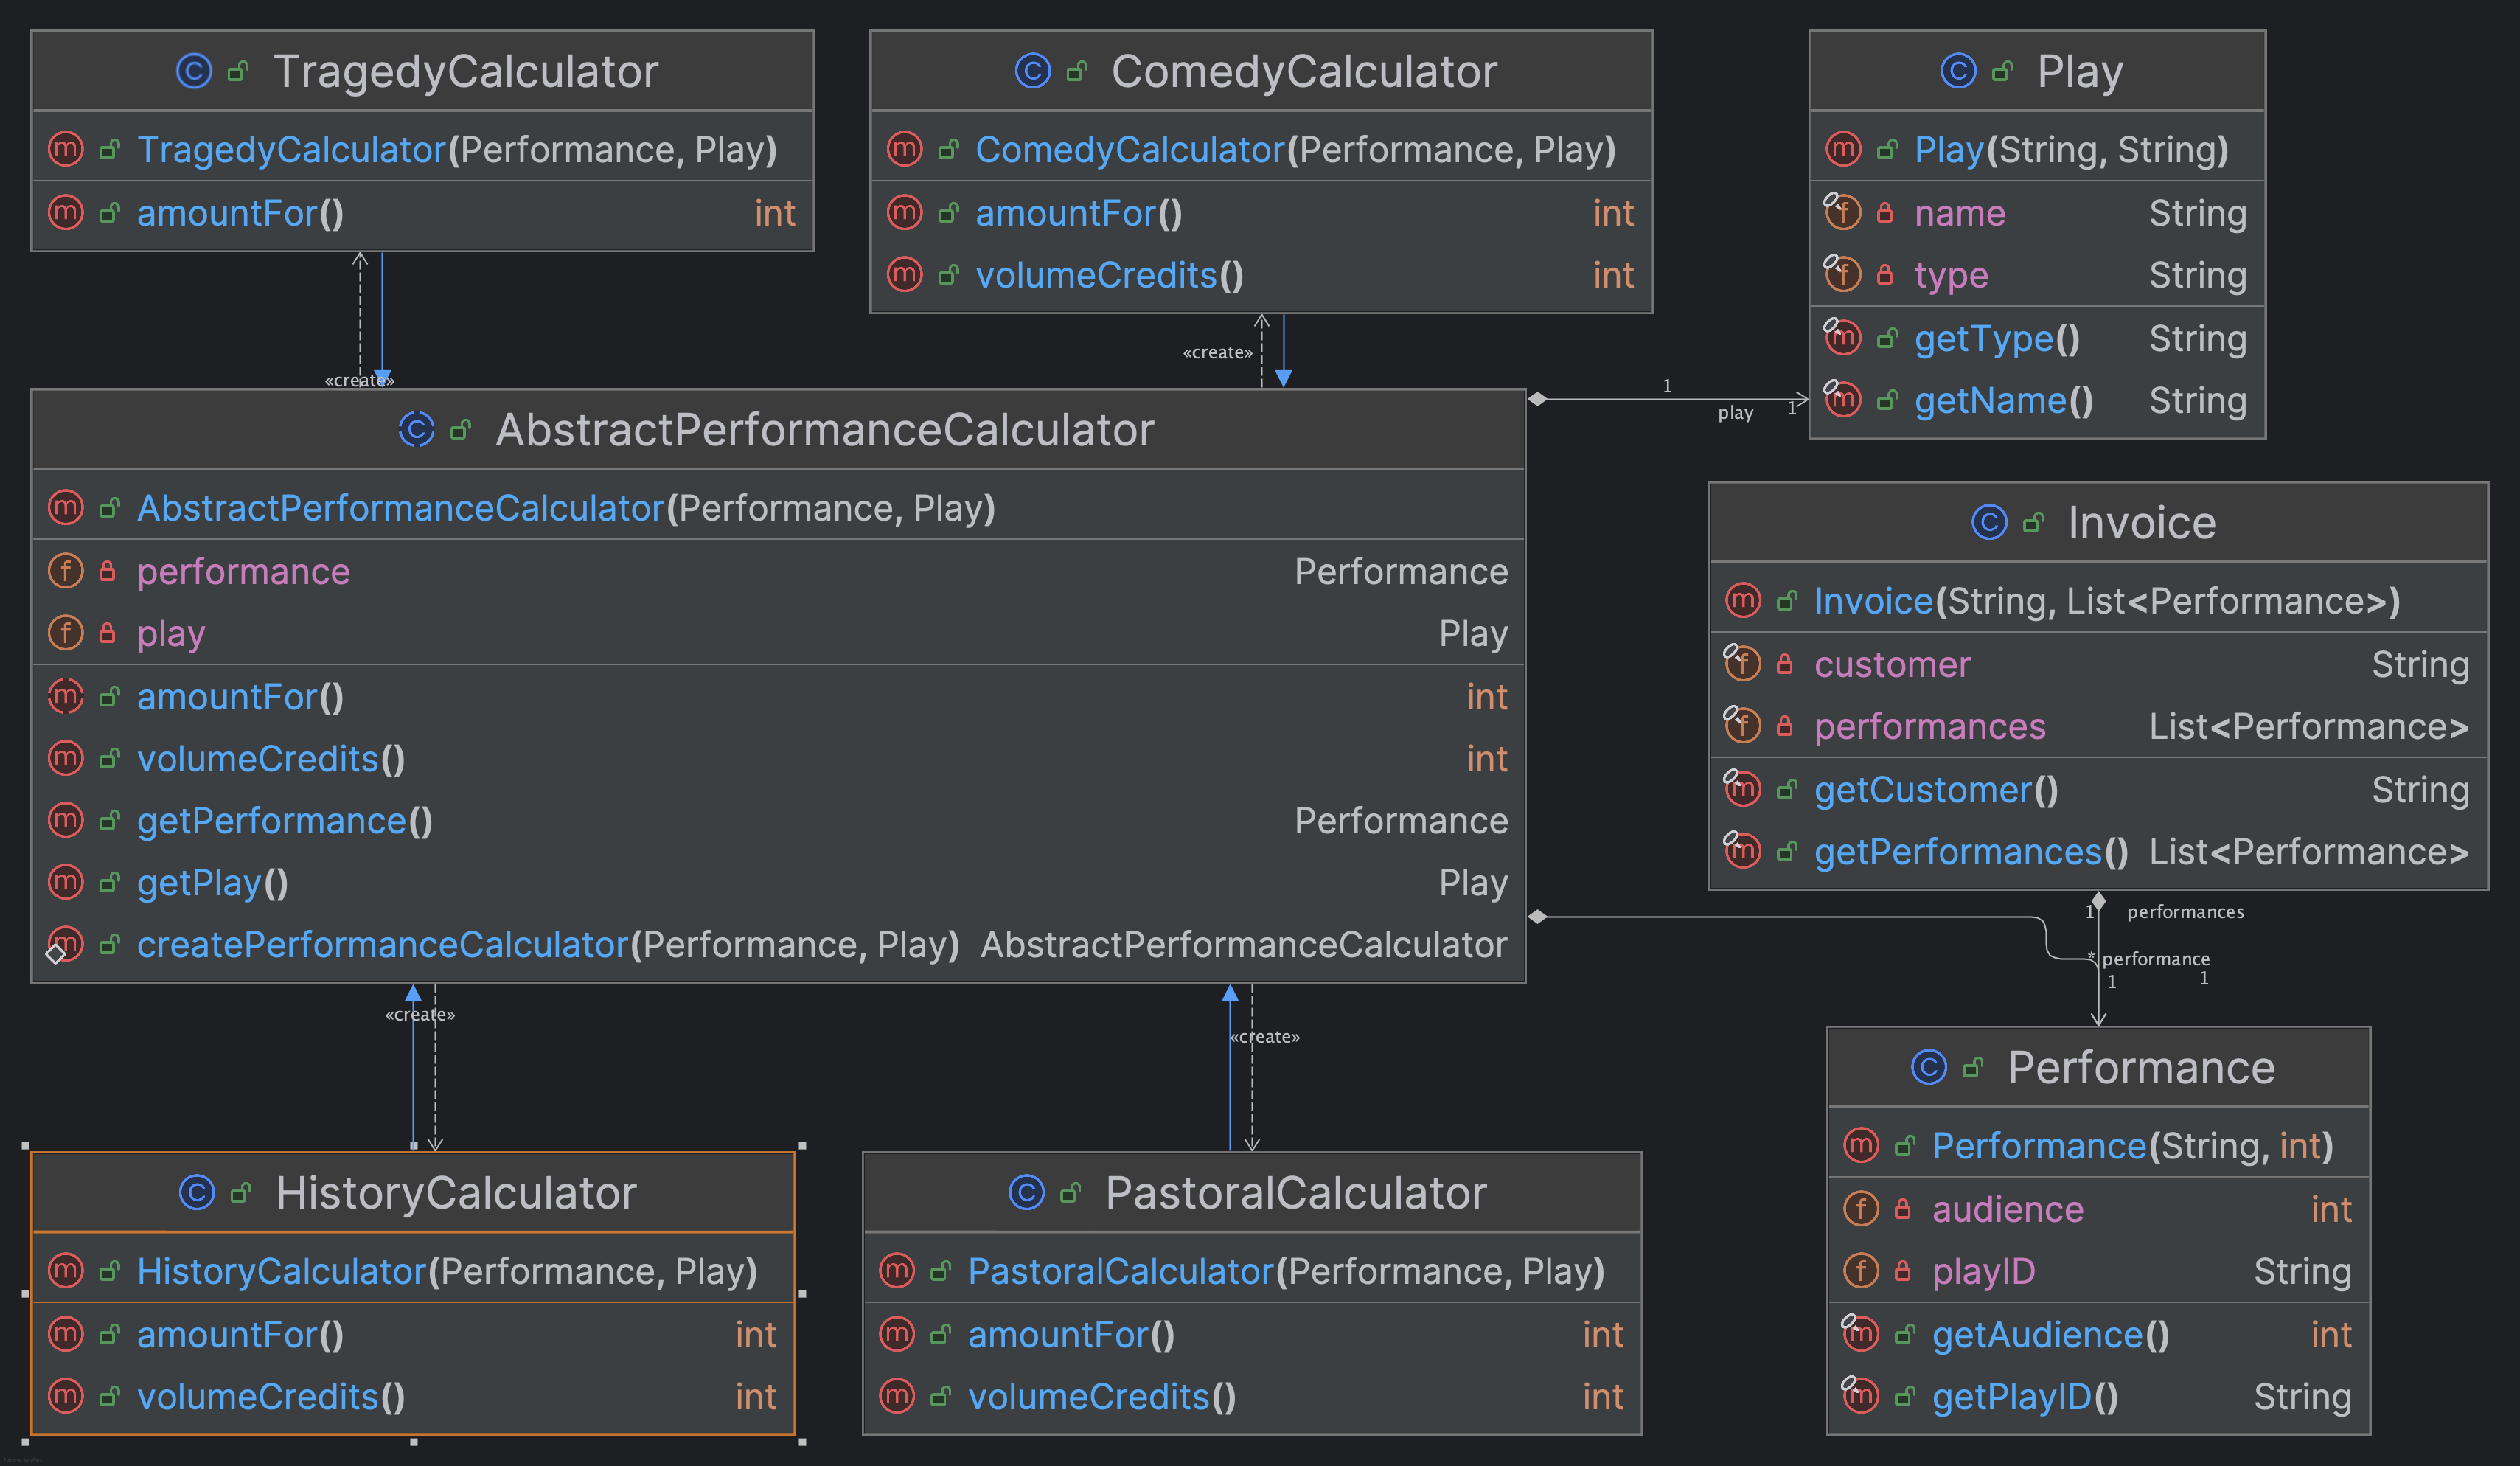 TragedyCalculator
TragedyCalculator(Performance, Play)
amountFor() int
ComedyCalculator
ComedyCalculator(Performance, Play)
amountFor() int
volumeCredits() int
Play
Play(String, String)
name String
type String
getType() String
getName() String
«create»
«create»
1
play 1
AbstractPerformanceCalculator
AbstractPerformanceCalculator(Performance, Play)
performance Performance
play Play
amountFor() int
volumeCredits() int
getPerformance() Performance
getPlay() Play
createPerformanceCalculator(Performance, Play) AbstractPerformanceCalculator
Invoice
Invoice(String, List<Performance>)
customer String
performances List<Performance>
getCustomer() String
getPerformances() List<Performance>
1 performances
* performance
1 1
«create»
«create»
HistoryCalculator
HistoryCalculator(Performance, Play)
amountFor() int
volumeCredits() int
PastoralCalculator
PastoralCalculator(Performance, Play)
amountFor() int
volumeCredits() int
Performance
Performance(String, int)
audience int
playID String
getAudience() int
getPlayID() String